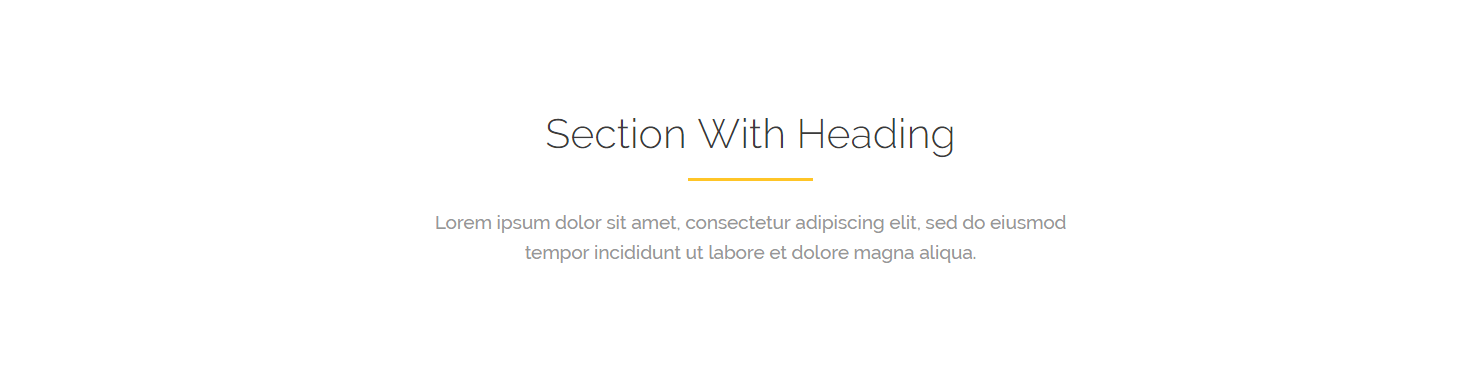 Section With Heading
Lorem ipsum dolor sit amet, consectetur adipiscing elit, sed do eiusmod
tempor incididunt ut labore et dolore magna aliqua.